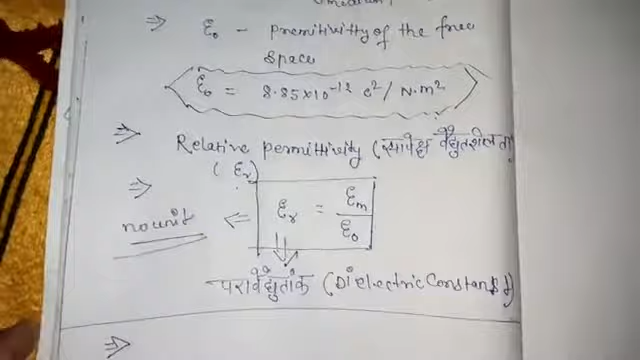 ⇒ ε₀ - Premitivitty of the free
space
ε₀ = 8.85×10⁻¹² c²/N.m²
⇒ Relative permittivity (सापेक्ष वैद्युतशीलता)
(εr)
⇒ no unit ⇐ εr = εm/ε₀
परावैद्युतांक (Dielectric Constant)
⇒